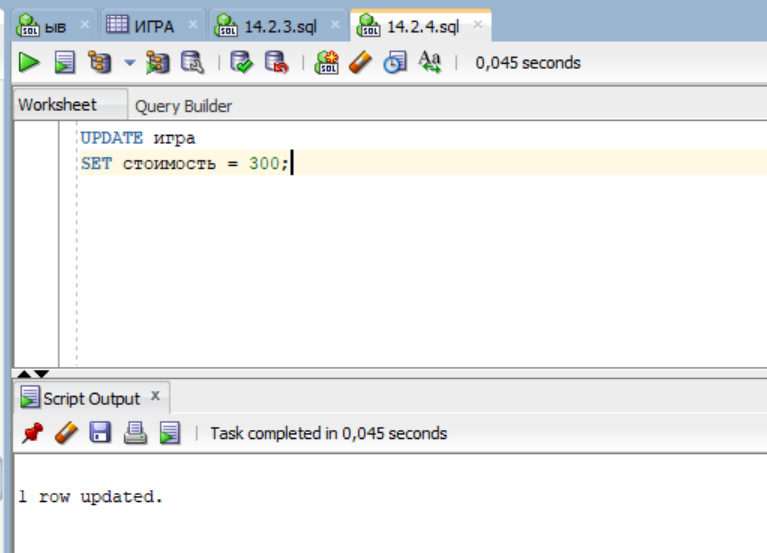 ыв × ИГРА × 14.2.3.sql × 14.2.4.sql ×
0,045 seconds
Worksheet Query Builder
UPDATE игра
SET стоимость = 300;
Script Output ×
Task completed in 0,045 seconds
1 row updated.